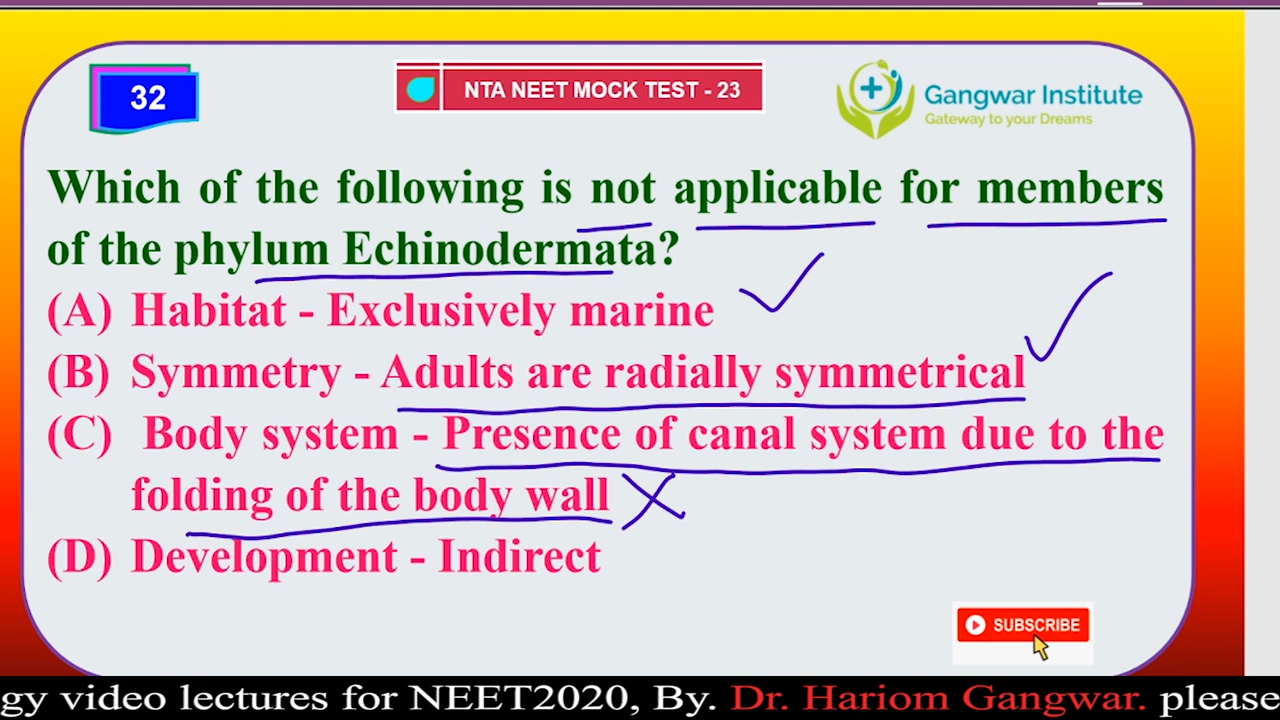 32
NTA NEET MOCK TEST - 23
Gangwar Institute
Gateway to your Dreams
Which of the following is not applicable for members
of the phylum Echinodermata?
(A) Habitat - Exclusively marine
(B) Symmetry - Adults are radially symmetrical
(C) Body system - Presence of canal system due to the
folding of the body wall
(D) Development - Indirect
SUBSCRIBE
gy video lectures for NEET2020, By. Dr. Hariom Gangwar. please